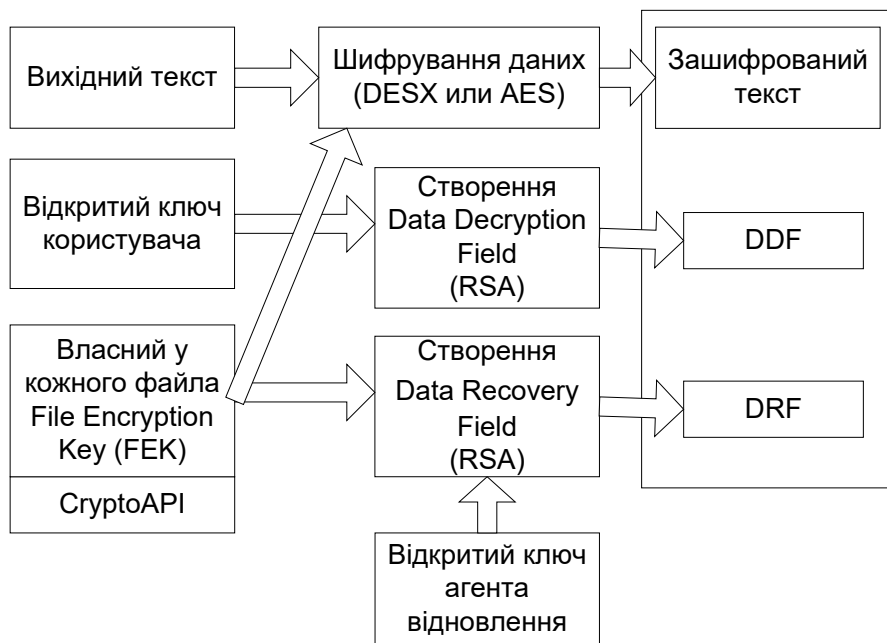 Вихідний текст
Шифрування даних
(DESX или AES)
Зашифрований
текст
Відкритий ключ
користувача
Створення
Data Decryption
Field
(RSA)
DDF
Власний у
кожного файла
File Encryption
Key (FEK)
CryptoAPI
Створення
Data Recovery
Field
(RSA)
DRF
Відкритий ключ
агента
відновлення